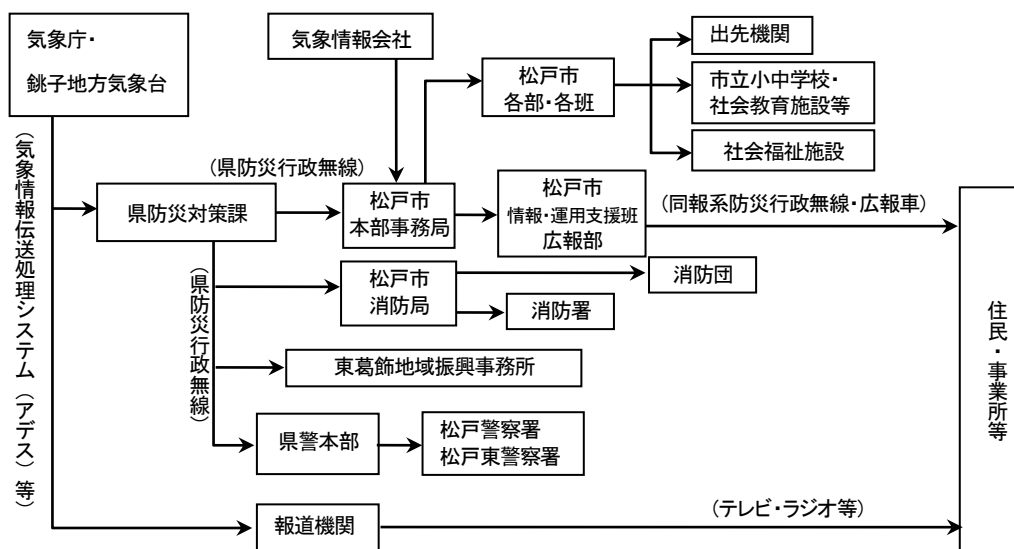 気象庁・
銚子地方気象台
気象情報会社
松戸市
各部・各班
出先機関
市立小中学校・
社会教育施設等
社会福祉施設
(気象情報伝送処理システム(アデス)等)
(県防災行政無線)
県防災対策課
松戸市
本部事務局
松戸市
情報・運用支援班
広報部
(同報系防災行政無線・広報車)
(県防災行政無線)
松戸市
消防局
消防団
消防署
東葛飾地域振興事務所
県警本部
松戸警察署
松戸東警察署
報道機関
(テレビ・ラジオ等)
住民・事業所等